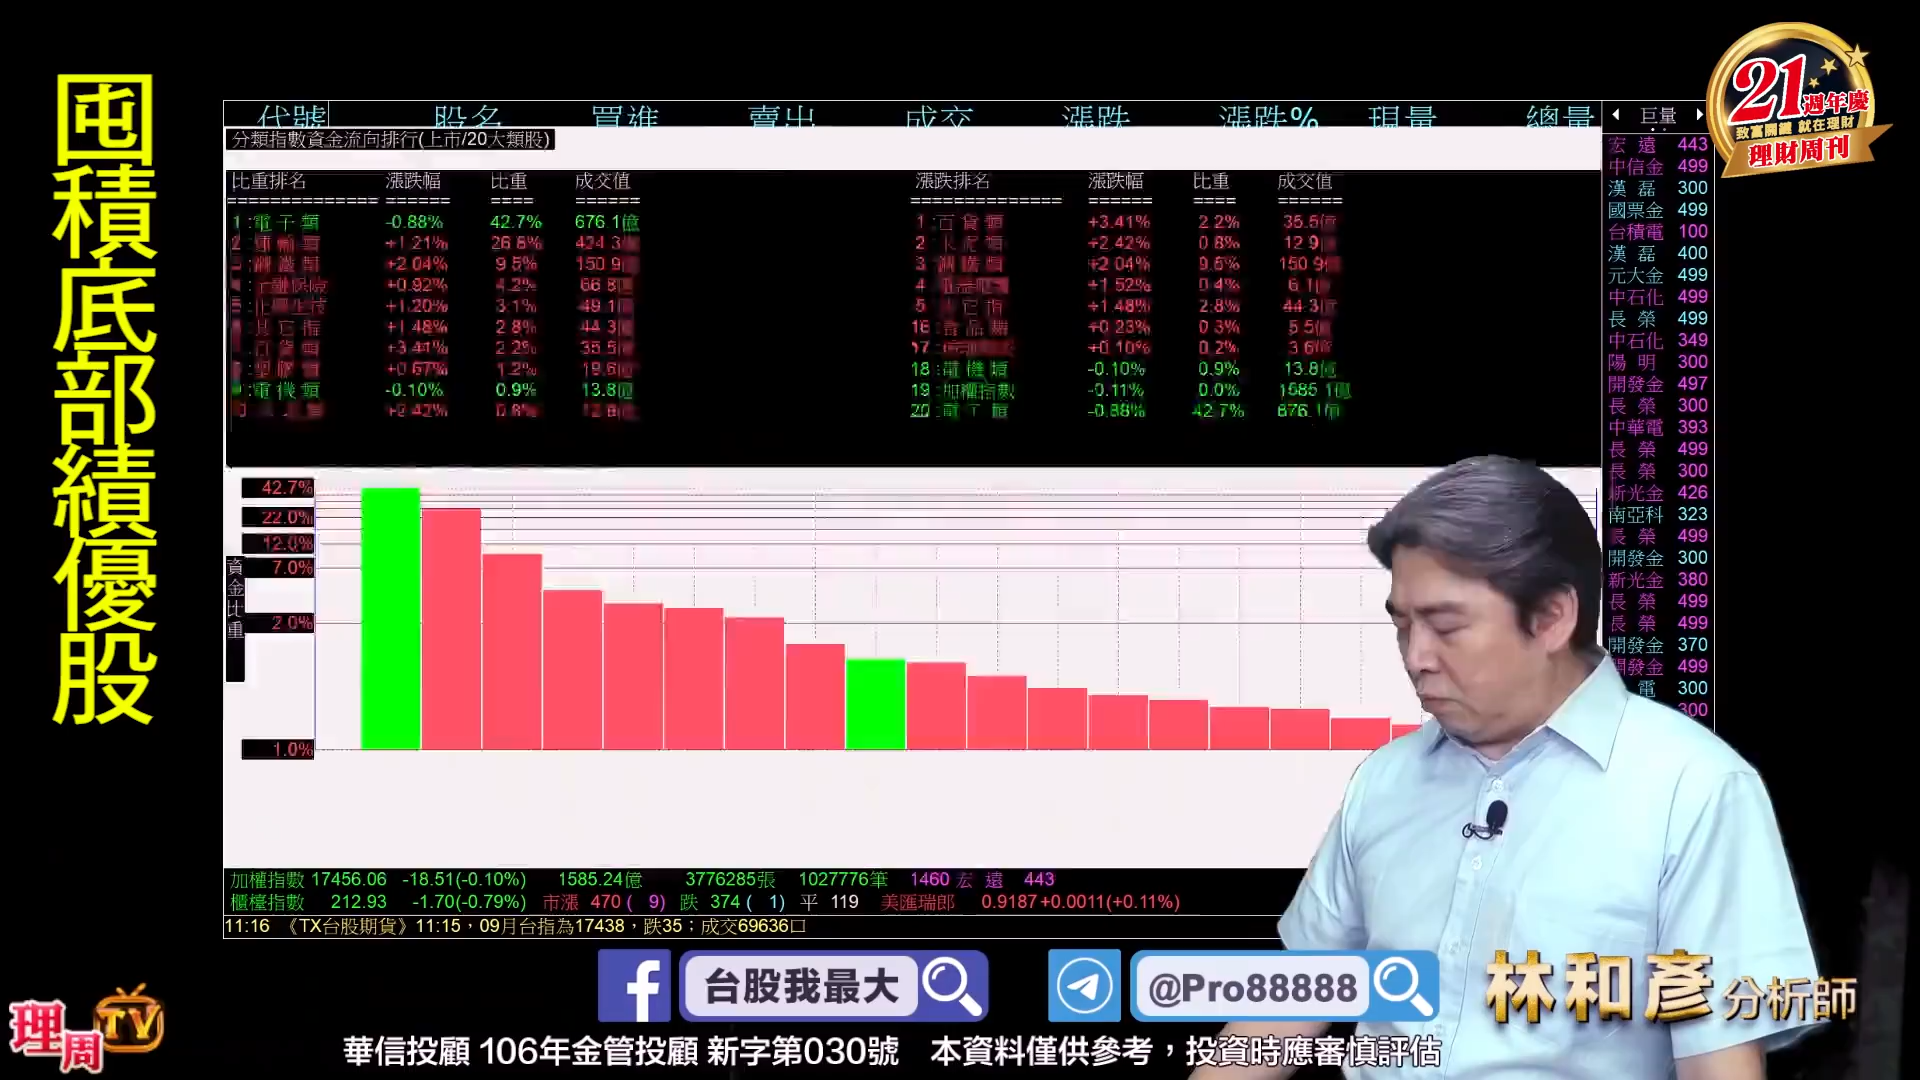 囤積底部績優股
代號 股名 買進 賣出 成交 漲跌 漲跌% 現量 總量
巨量
21週年慶
致富關鍵 就在理財
理財周刊
分類指數資金流向排行(上市/20大類股)
比重排名 漲跌幅 比重 成交值
漲跌排名 漲跌幅 比重 成交值
1:電子類 -0.88% 42.7% 676.1億
+1.21% 26.8% 424.3
+2.04% 9.5% 150.9
+0.92% 4.2% 66.8
+1.20% 3.1% 49.1
+1.48% 2.8% 44.3
+3.41% 2.2% 35.5
+0.67% 1.2%
電機類 -0.10% 0.9% 13.8億
+2.42% 0.8%
1:百貨類 +3.41% 2.2% 35.5億
2 +2.42% 0.8% 12.9
3 +2.04% 9.5% 150.9
4 +1.52% 0.4% 6.1
5 其它指 +1.48% 2.8% 44.3億
16 +0.23% 0.3% 5.5
17 +0.10% 0.2% 3.6
18:電機類 -0.10% 0.9% 13.8億
19:加權指數 -0.11% 0.0% 1585.1億
20:電子類 -0.88% 42.7% 676.1億
宏遠 443
中信金 499
漢磊 300
國票金 499
台積電 100
漢磊 400
元大金 499
中石化 499
長榮 499
中石化 349
陽明 300
開發金 497
長榮 300
中華電 393
長榮 499
長榮 300
新光金 426
南亞科 323
長榮 499
開發金 300
新光金 380
長榮 499
長榮 499
開發金 370
開發金 499
電 300
300
資金比重
42.7%
22.0%
12.0%
7.0%
2.0%
1.0%
加權指數 17456.06 -18.51(-0.10%) 1585.24億 3776285張 1027776筆 1460 宏遠 443
櫃檯指數 212.93 -1.70(-0.79%) 市漲 470( 9) 跌 374( 1) 平 119 美匯瑞郎 0.9187+0.0011(+0.11%)
11:16 《TX台股期貨》11:15，09月台指為17438，跌35；成交69636口
台股我最大
@Pro88888
林和彥分析師
理周TV
華信投顧 106年金管投顧 新字第030號 本資料僅供參考，投資時應審慎評估